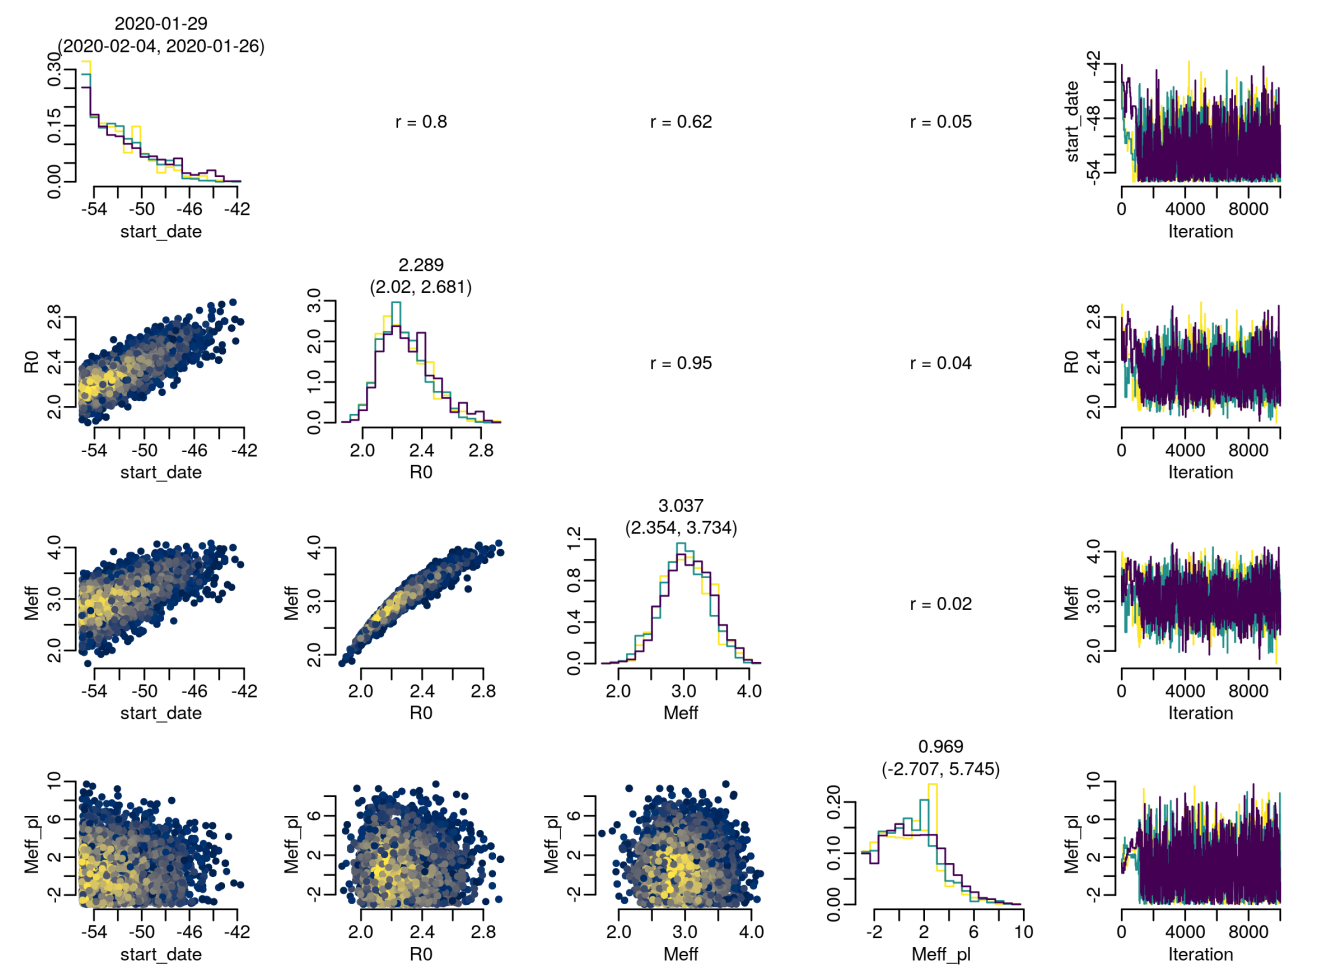 2020-01-29
(2020-02-04, 2020-01-26)
0.00 0.15 0.30
-54 -50 -46 -42
start_date
r = 0.8
r = 0.62
r = 0.05
start_date
-54 -48 -42
0 4000 8000
Iteration
R0
2.0 2.4 2.8
-54 -50 -46 -42
start_date
2.289
(2.02, 2.681)
0.0 1.0 2.0 3.0
2.0 2.4 2.8
R0
r = 0.95
r = 0.04
R0
2.0 2.4 2.8
0 4000 8000
Iteration
Meff
2.0 3.0 4.0
-54 -50 -46 -42
start_date
Meff
2.0 3.0 4.0
2.0 2.4 2.8
R0
3.037
(2.354, 3.734)
0.0 0.4 0.8 1.2
2.0 3.0 4.0
Meff
r = 0.02
Meff
2.0 3.0 4.0
0 4000 8000
Iteration
Meff_pl
-2 2 6 10
-54 -50 -46 -42
start_date
Meff_pl
-2 2 6
2.0 2.4 2.8
R0
Meff_pl
-2 2 6
2.0 3.0 4.0
Meff
0.969
(-2.707, 5.745)
0.00 0.10 0.20
-2 2 6 10
Meff_pl
Meff_pl
-2 2 6 10
0 4000 8000
Iteration